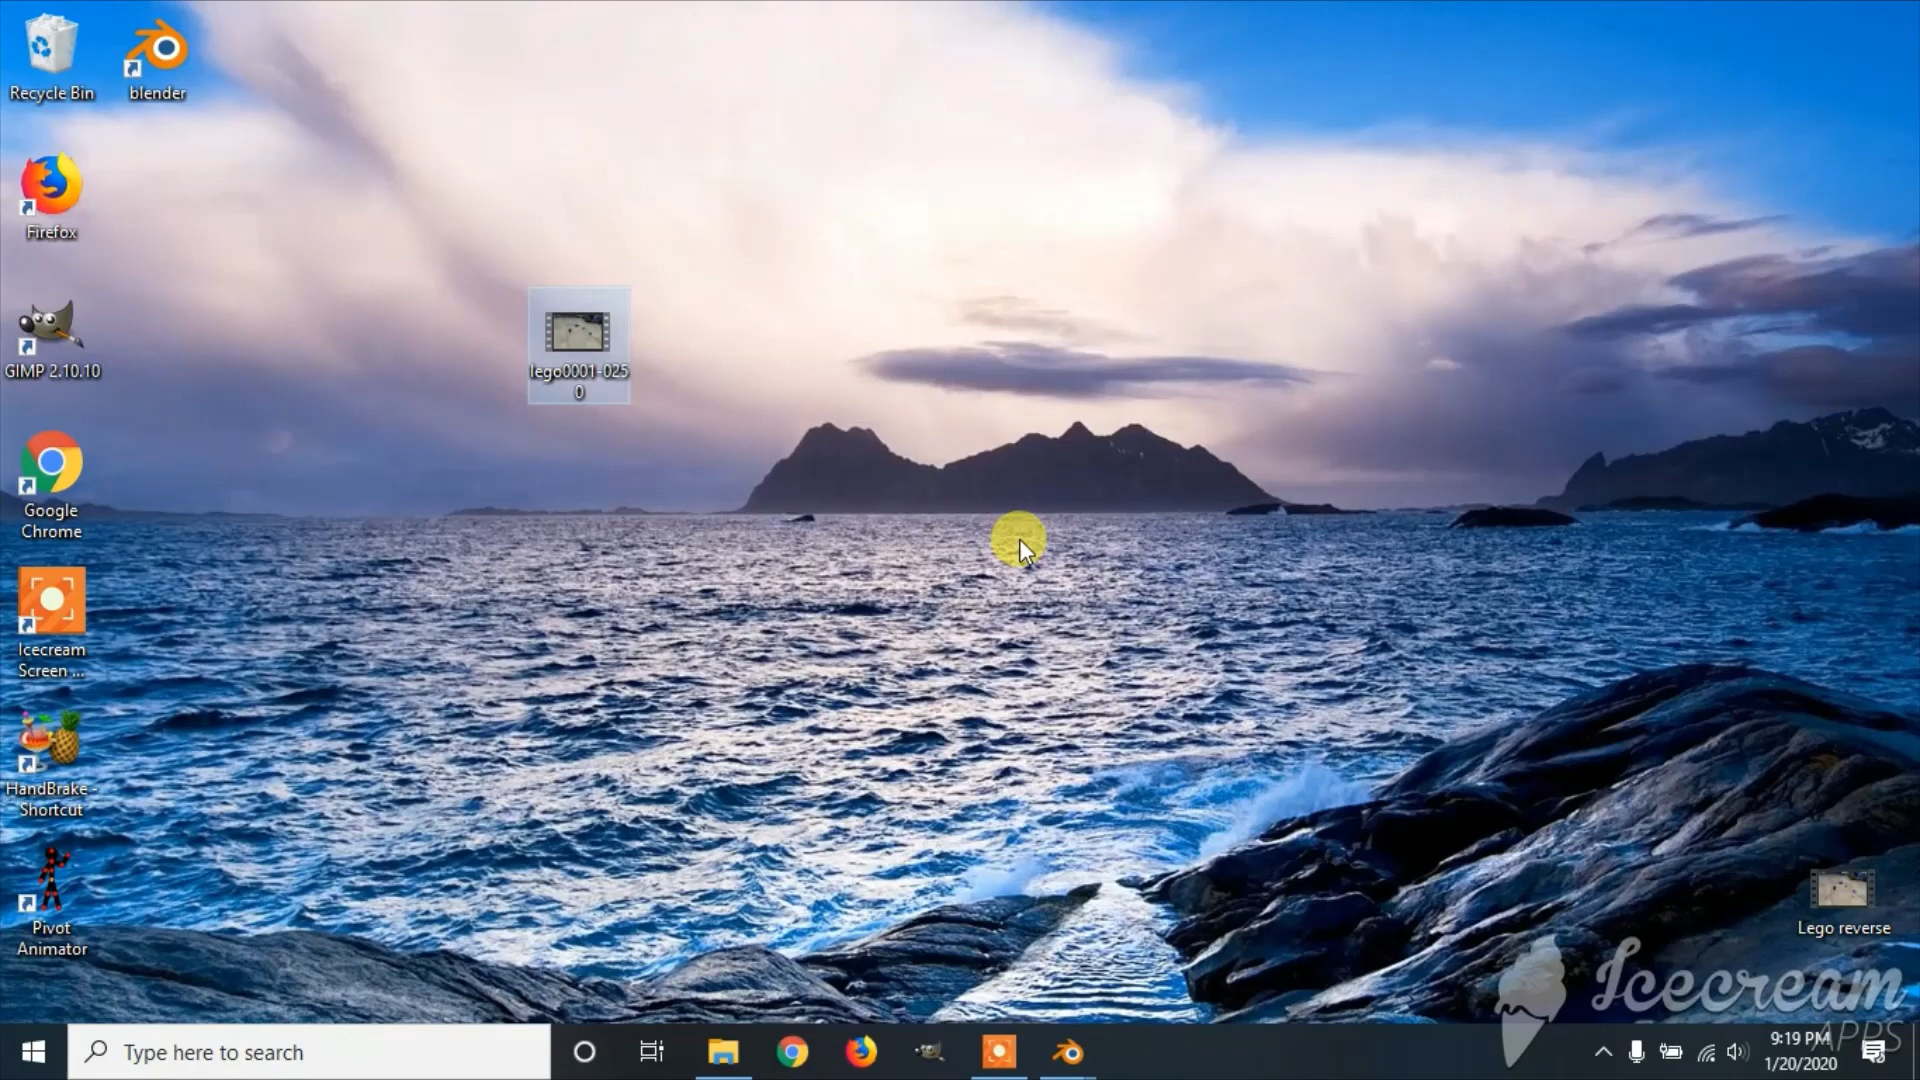 Recycle Bin
blender
Firefox
GIMP 2.10.10
lego0001-025
0
Google
Chrome
Icecream
Screen ...
HandBrake -
Shortcut
Pivot
Animator
Lego reverse
Icecream
APPS
Type here to search
9:19 PM
1/20/2020